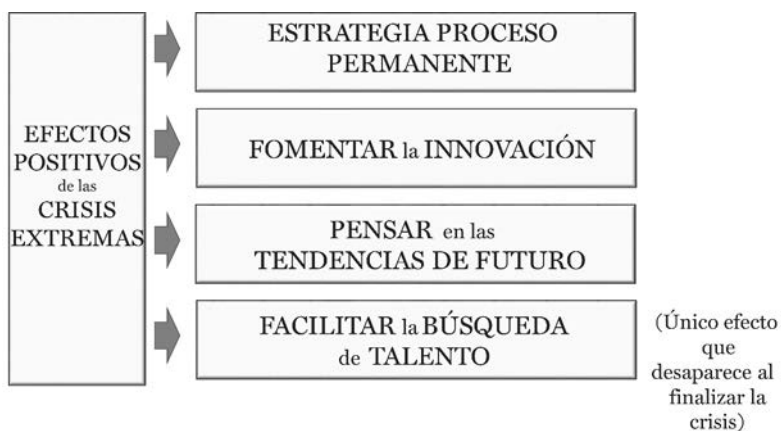 EFECTOS
POSITIVOS
de las
CRISIS
EXTREMAS
ESTRATEGIA PROCESO
PERMANENTE
FOMENTAR la INNOVACIÓN
PENSAR en las
TENDENCIAS DE FUTURO
FACILITAR la BÚSQUEDA
de TALENTO
(Único efecto
que
desaparece al
finalizar la
crisis)